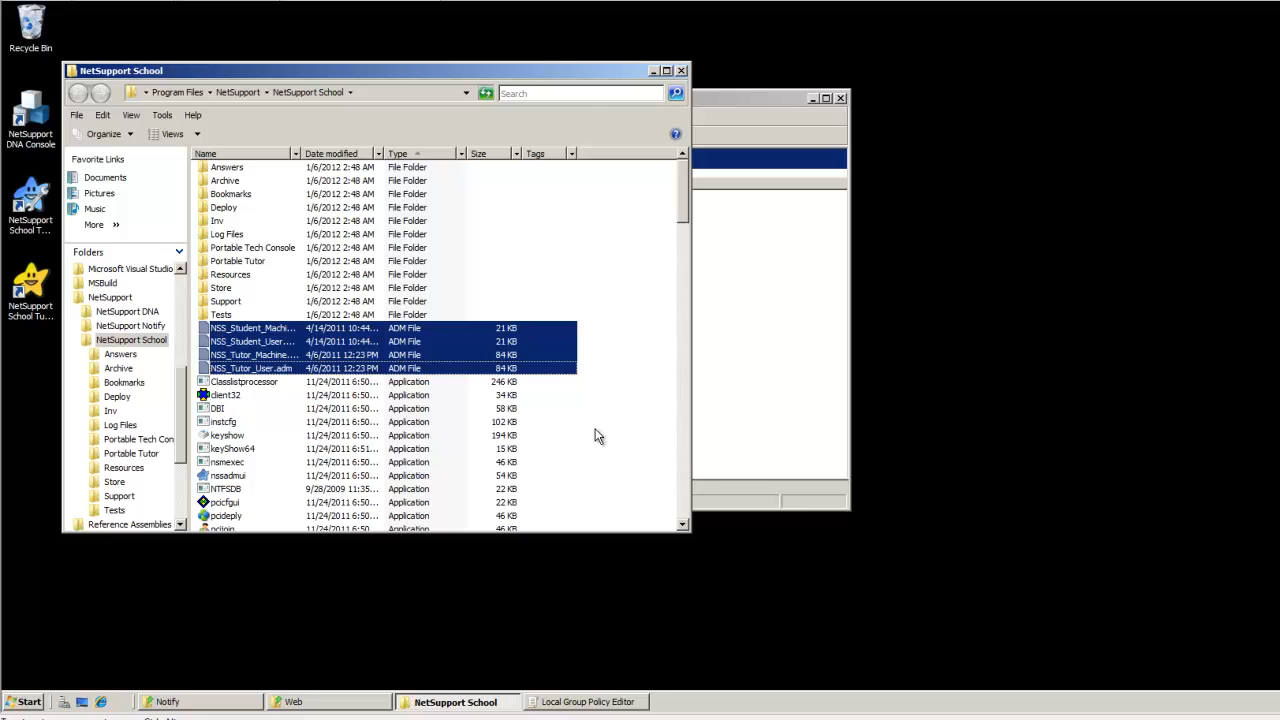 Recycle Bin
NetSupport
DNA Console
NetSupport
School T...
NetSupport
School Tu...
NetSupport School
Program Files NetSupport NetSupport School
Search
File Edit View Tools Help
Organize Views
Favorite Links
Documents
Pictures
Music
More »
Folders
Microsoft Visual Studio
MSBuild
NetSupport
NetSupport DNA
NetSupport Notify
NetSupport School
Answers
Archive
Bookmarks
Deploy
Inv
Log Files
Portable Tech Con
Portable Tutor
Resources
Store
Support
Tests
Reference Assemblies
Name Date modified Type Size Tags
Answers 1/6/2012 2:48 AM File Folder
Archive 1/6/2012 2:48 AM File Folder
Bookmarks 1/6/2012 2:48 AM File Folder
Deploy 1/6/2012 2:48 AM File Folder
Inv 1/6/2012 2:48 AM File Folder
Log Files 1/6/2012 2:48 AM File Folder
Portable Tech Console 1/6/2012 2:48 AM File Folder
Portable Tutor 1/6/2012 2:48 AM File Folder
Resources 1/6/2012 2:48 AM File Folder
Store 1/6/2012 2:48 AM File Folder
Support 1/6/2012 2:48 AM File Folder
Tests 1/6/2012 2:48 AM File Folder
NSS_Student_Machi... 4/14/2011 10:44... ADM File 21 KB
NSS_Student_User.... 4/14/2011 10:44... ADM File 21 KB
NSS_Tutor_Machine.... 4/6/2011 12:23 PM ADM File 84 KB
NSS_Tutor_User.adm 4/6/2011 12:23 PM ADM File 84 KB
Classlistprocessor 11/24/2011 6:50... Application 246 KB
client32 11/24/2011 6:50... Application 34 KB
DBI 11/24/2011 6:50... Application 58 KB
instcfg 11/24/2011 6:50... Application 102 KB
keyshow 11/24/2011 6:50... Application 194 KB
keyShow64 11/24/2011 6:51... Application 15 KB
nsmexec 11/24/2011 6:50... Application 46 KB
nssadmui 11/24/2011 6:50... Application 54 KB
NTFSDB 9/28/2009 11:35... Application 22 KB
pcicfgui 11/24/2011 6:50... Application 22 KB
pcideply 11/24/2011 6:50... Application 46 KB
pcijoin 11/24/2011 6:50... Application 46 KB
Start Notify Web NetSupport School Local Group Policy Editor